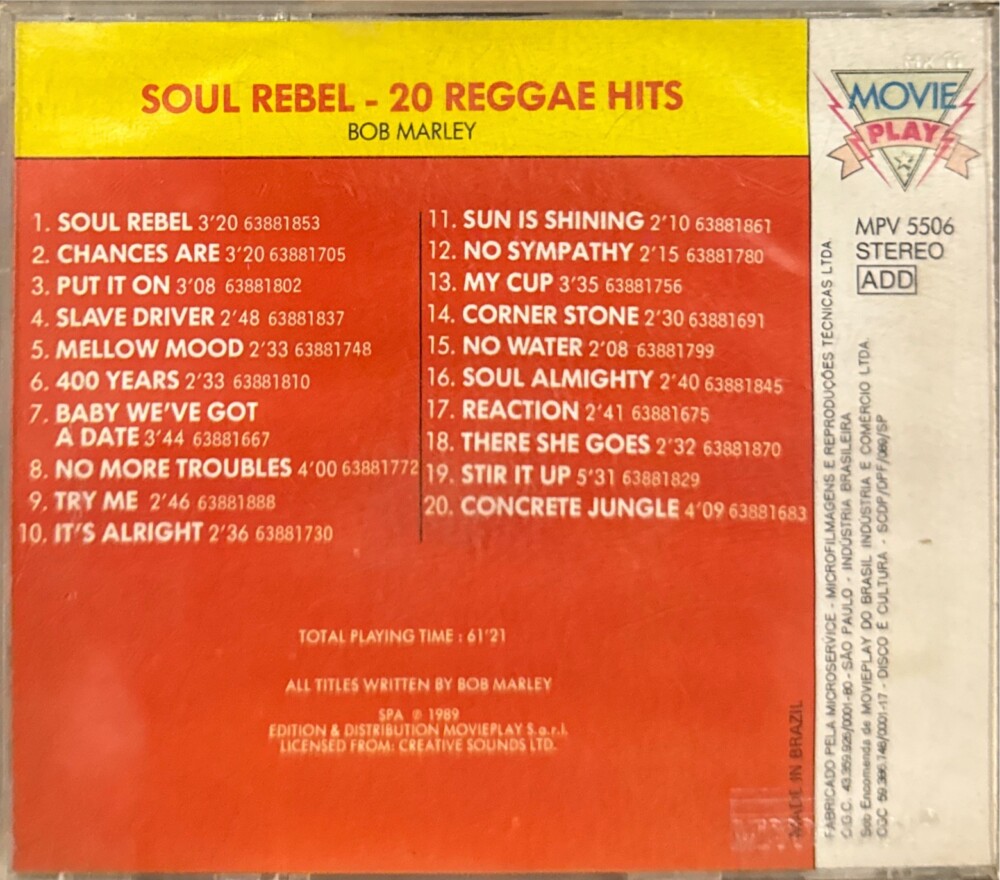 SOUL REBEL - 20 REGGAE HITS
BOB MARLEY
1. SOUL REBEL 3'20 63881853
2. CHANCES ARE 3'20 63881705
3. PUT IT ON 3'08 63881802
4. SLAVE DRIVER 2'48 63881837
5. MELLOW MOOD 2'33 63881748
6. 400 YEARS 2'33 63881810
7. BABY WE'VE GOT
A DATE 3'44 63881667
8. NO MORE TROUBLES 4'00 63881772
9. TRY ME 2'46 63881888
10. IT'S ALRIGHT 2'36 63881730
11. SUN IS SHINING 2'10 63881861
12. NO SYMPATHY 2'15 63881780
13. MY CUP 3'35 63881756
14. CORNER STONE 2'30 63881691
15. NO WATER 2'08 63881799
16. SOUL ALMIGHTY 2'40 63881845
17. REACTION 2'41 63881675
18. THERE SHE GOES 2'32 63881870
19. STIR IT UP 5'31 63881829
20. CONCRETE JUNGLE 4'09 63881683
TOTAL PLAYING TIME : 61'21
ALL TITLES WRITTEN BY BOB MARLEY
SPA ℗ 1989
EDITION & DISTRIBUTION MOVIEPLAY S.a.r.l.
LICENSED FROM: CREATIVE SOUNDS LTD.
MADE IN BRAZIL
MOVIE
PLAY
MPV 5506
STEREO
ADD
FABRICADO PELA MICROSERVICE - MICROFILMAGENS E REPRODUÇÕES TÉCNICAS LTDA.
C.G.C. 43.359.926/0001-80 - SÃO PAULO - INDÚSTRIA BRASILEIRA
Sob Encomenda de MOVIEPLAY DO BRASIL INDÚSTRIA E COMÉRCIO LTDA.
CGC - DISCO E CULTURA - SCDP/DPF/